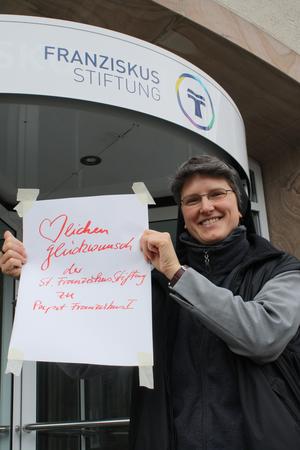 FRANZISKUS
STIFTUNG
♡lichen
glückwunsch
der
St. Franziskus Stiftung
zu
Papst Franziskus I